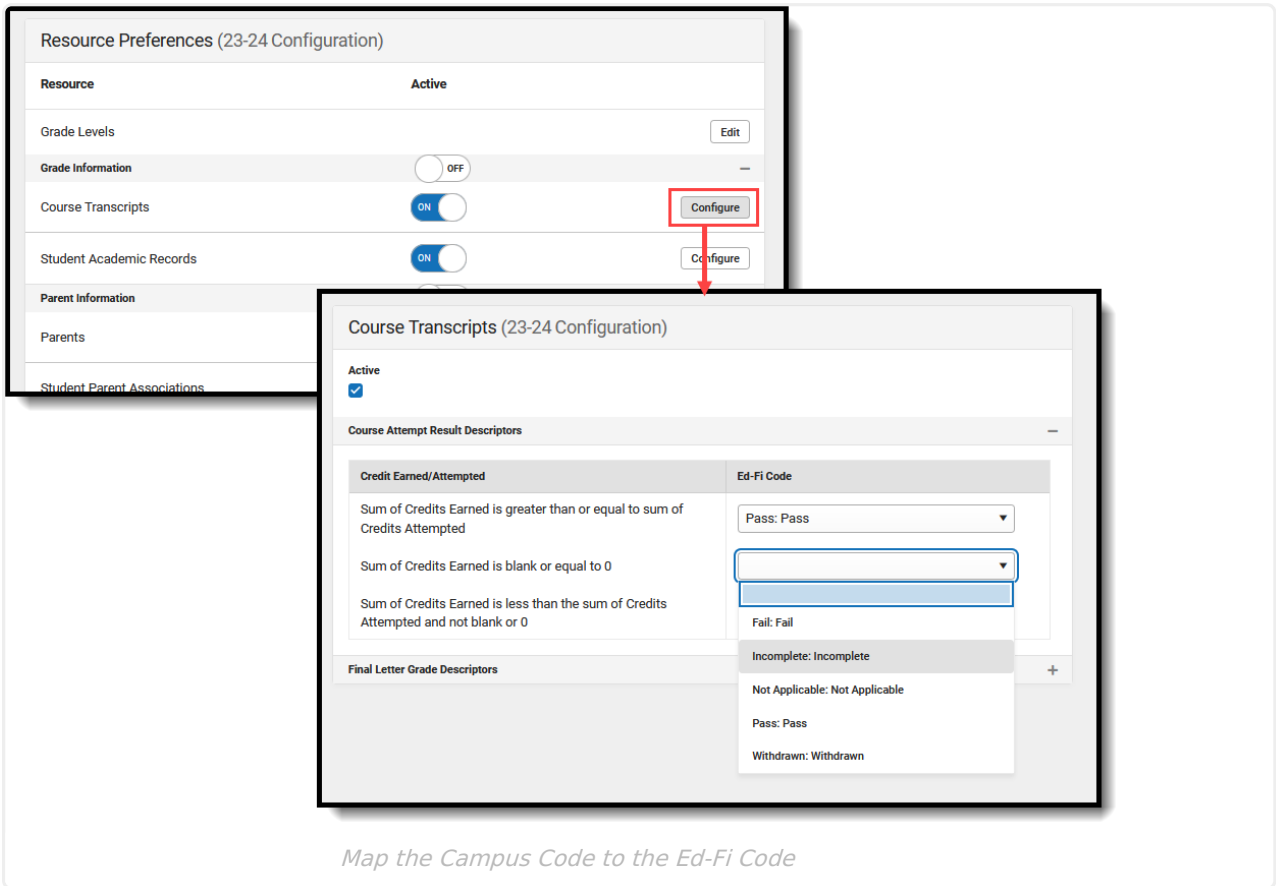 Resource Preferences (23-24 Configuration)
Resource Active
Grade Levels Edit
Grade Information OFF
Course Transcripts ON Configure
Student Academic Records ON Configure
Parent Information
Parents
Student Parent Associations
Course Transcripts (23-24 Configuration)
Active
Course Attempt Result Descriptors
Credit Earned/Attempted Ed-Fi Code
Sum of Credits Earned is greater than or equal to sum of
Credits Attempted
Pass: Pass
Sum of Credits Earned is blank or equal to 0
Sum of Credits Earned is less than the sum of Credits
Attempted and not blank or 0
Fail: Fail
Incomplete: Incomplete
Not Applicable: Not Applicable
Pass: Pass
Withdrawn: Withdrawn
Final Letter Grade Descriptors
Map the Campus Code to the Ed-Fi Code